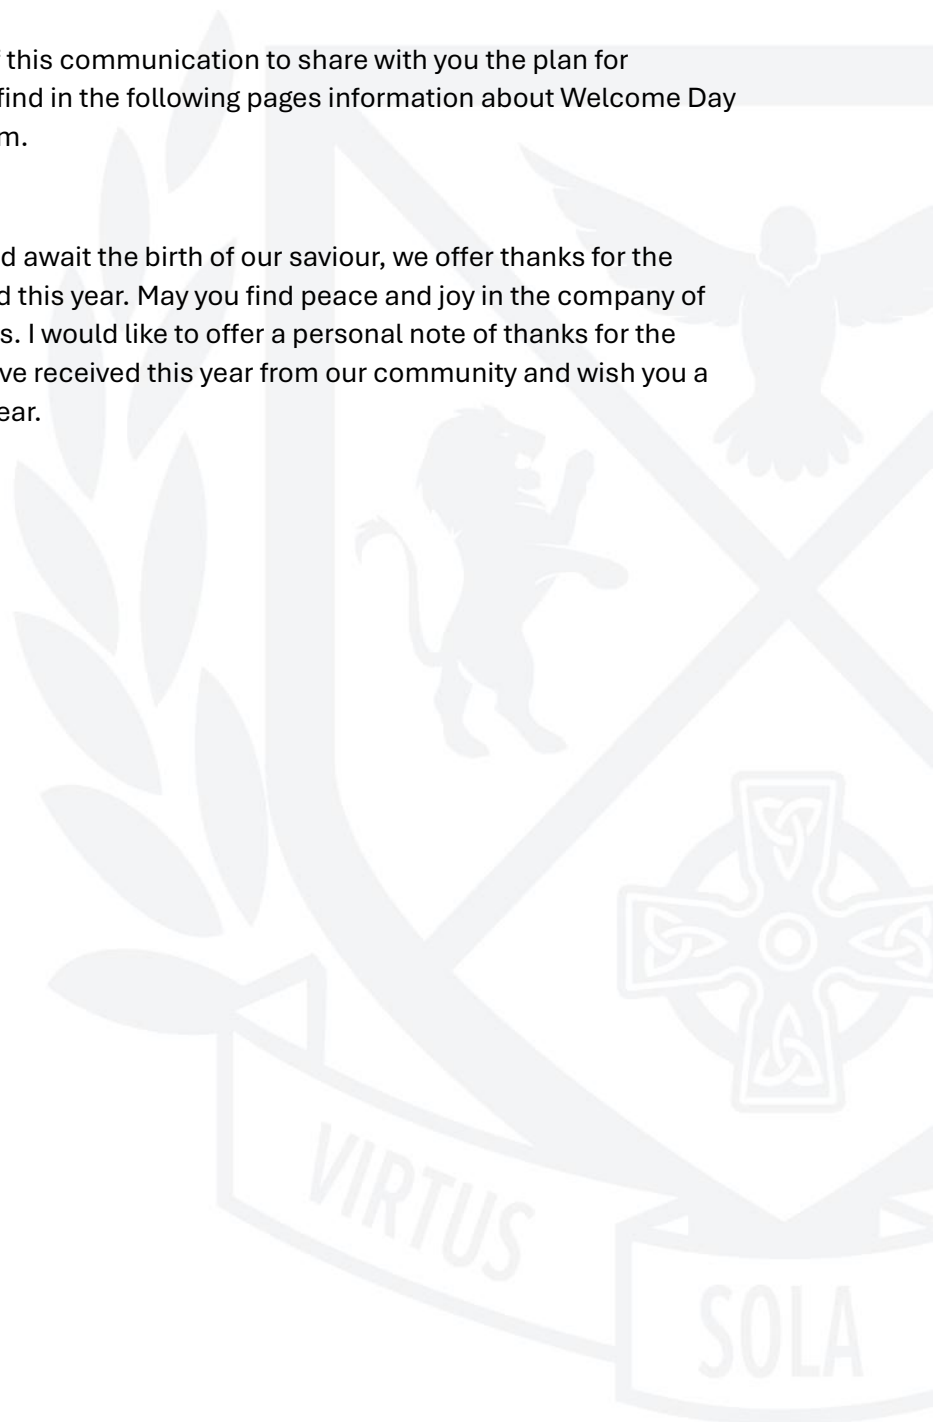 this communication to share with you the plan for
find in the following pages information about Welcome Day
m.
d await the birth of our saviour, we offer thanks for the
d this year. May you find peace and joy in the company of
s. I would like to offer a personal note of thanks for the
ve received this year from our community and wish you a
ear.
VIRTUS
SOLA